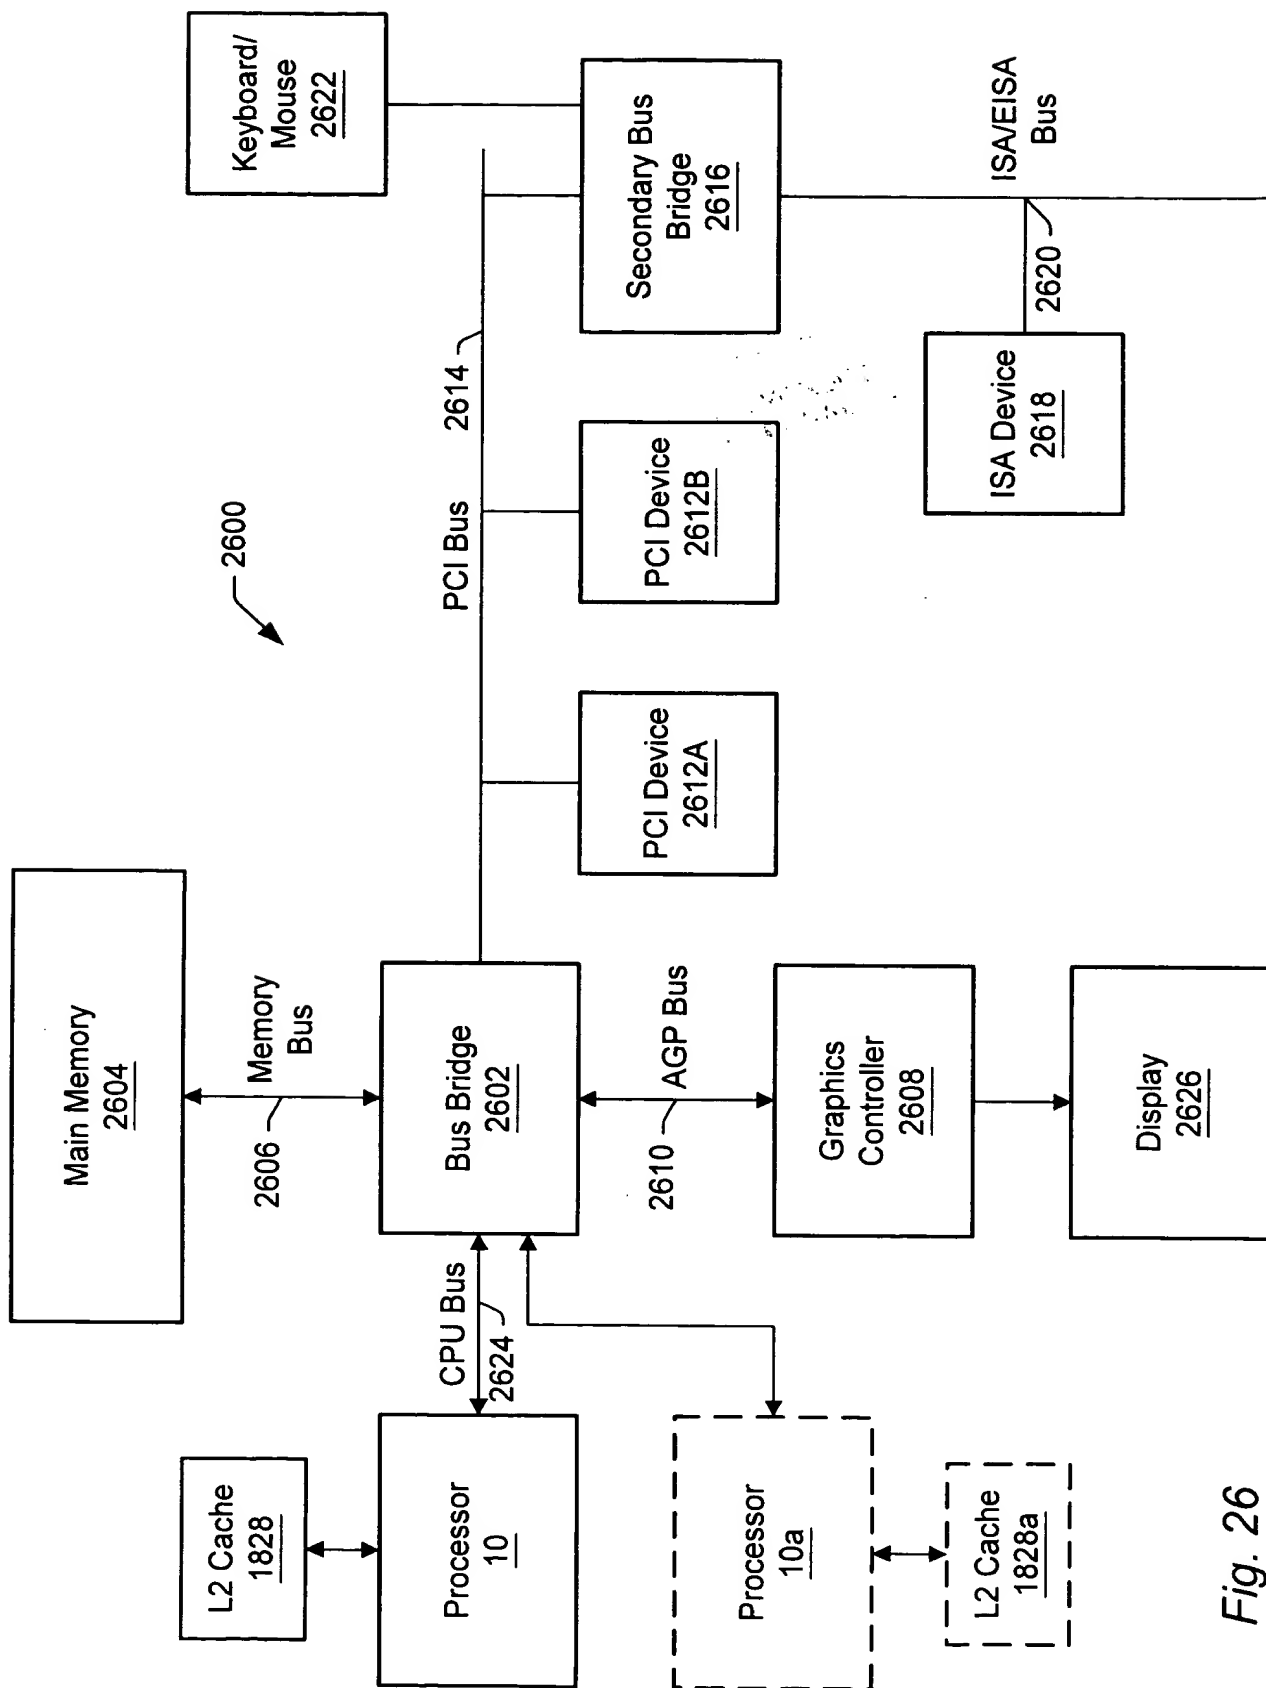 2600
Main Memory
2604
2606
Memory
Bus
Keyboard/
Mouse
2622
L2 Cache
1828
Processor
10
CPU Bus
2624
Bus Bridge
2602
PCI Bus
2614
Processor
10a
L2 Cache
1828a
2610
AGP Bus
PCI Device
2612A
PCI Device
2612B
Secondary Bus
Bridge
2616
Graphics
Controller
2608
ISA Device
2618
2620
ISA/EISA
Bus
Display
2626
Fig. 26